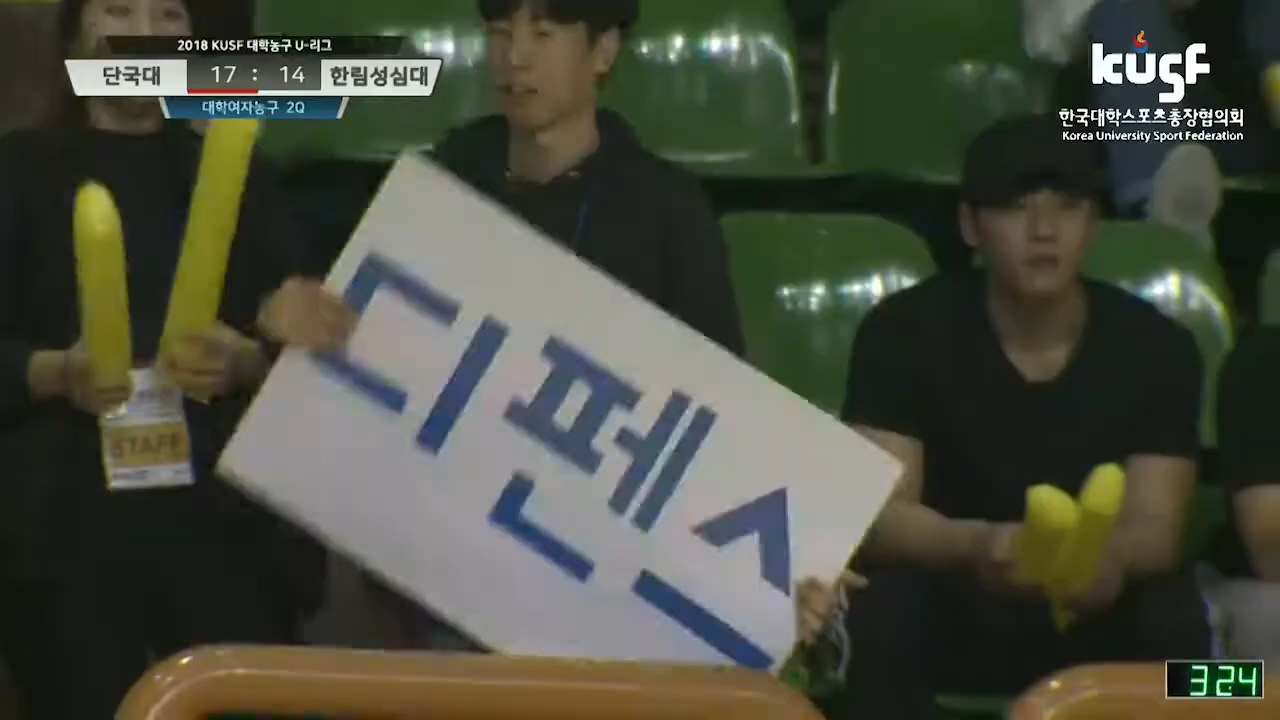 2018 KUSF 대학농구 U-리그
단국대 17 : 14 한림성심대
대학여자농구 2Q
kusf
한국대학스포츠총장협의회
Korea University Sport Federation
디펜스
STAFF
3:24